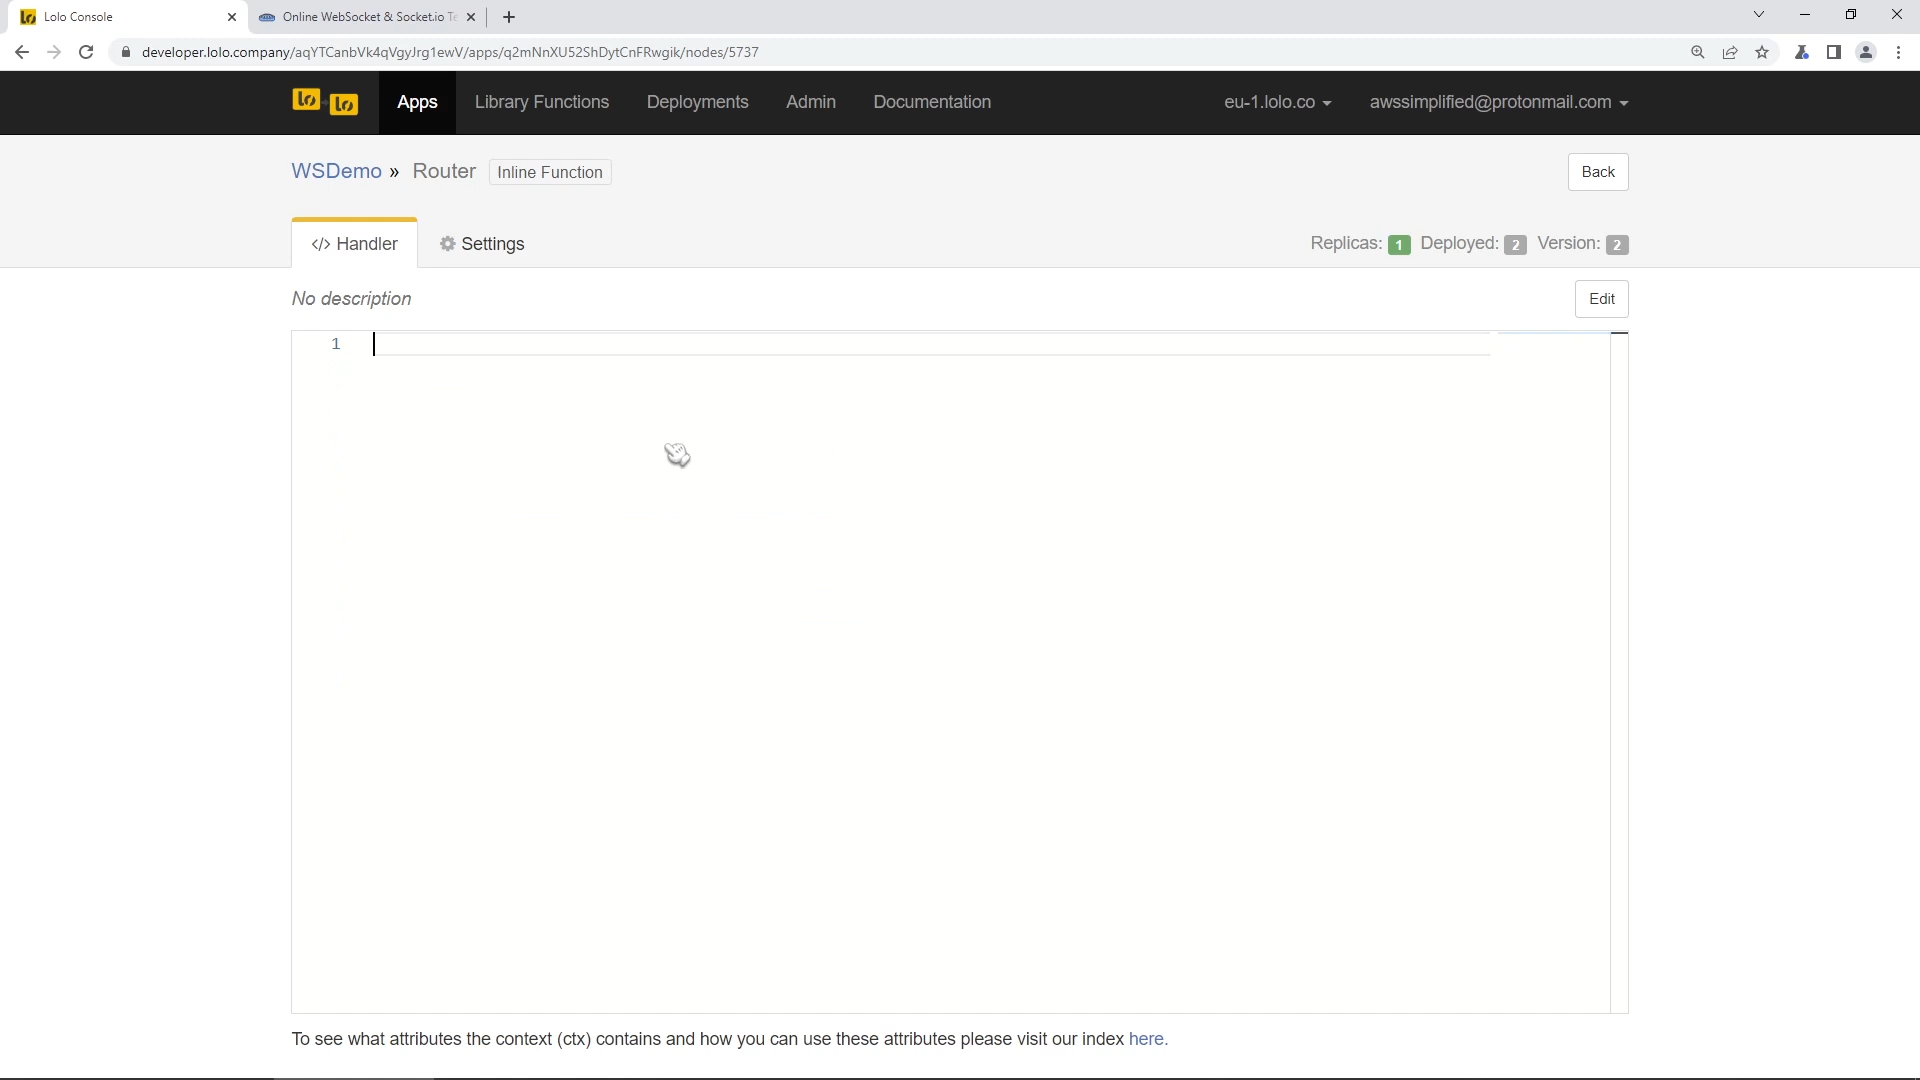 Lolo Console
Online WebSocket & Socket.io Te
developer.lolo.company/aqYTCanbVk4qVgyJrg1ewV/apps/q2mNnXU52ShDytCnFRwgik/nodes/5737
lo lo Apps Library Functions Deployments Admin Documentation eu-1.lolo.co awssimplified@protonmail.com
WSDemo » Router Inline Function Back
</> Handler Settings Replicas: 1 Deployed: 2 Version: 2
No description Edit
1
To see what attributes the context (ctx) contains and how you can use these attributes please visit our index here.